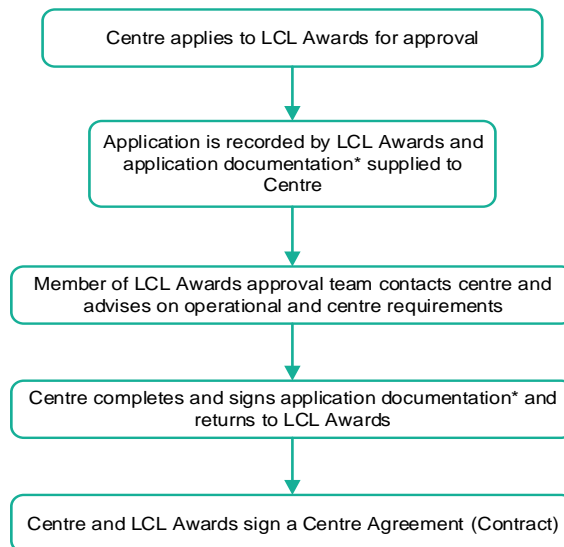 Centre applies to LCL Awards for approval
Application is recorded by LCL Awards and
application documentation* supplied to
Centre
Member of LCL Awards approval team contacts centre and
advises on operational and centre requirements
Centre completes and signs application documentation* and
returns to LCL Awards
Centre and LCL Awards sign a Centre Agreement (Contract)